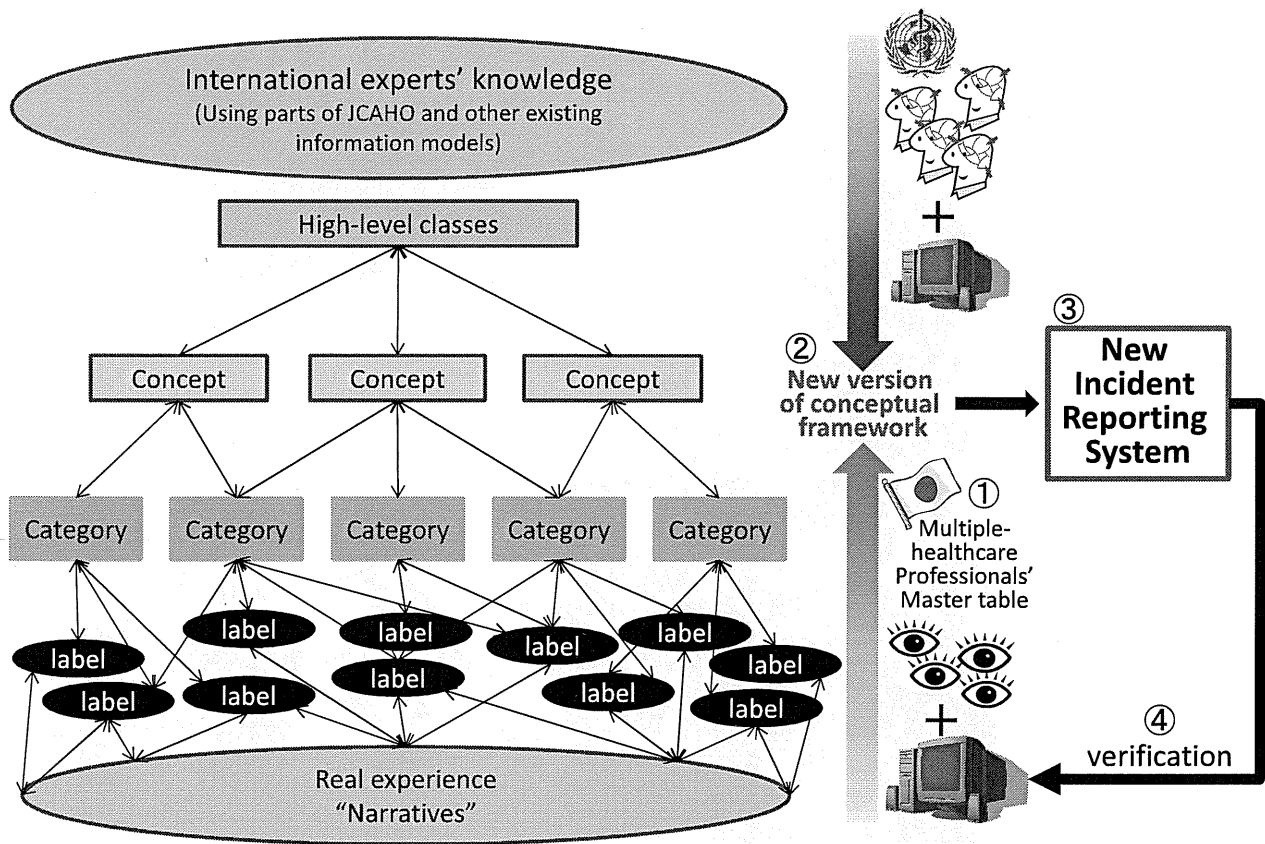 International experts' knowledge
(Using parts of JCAHO and other existing
information models)
High-level classes
Concept
Concept
Concept
Category
Category
Category
Category
Category
label
label
label
label
label
label
label
label
label
label
label
Real experience
“Narratives”
②
New version
of conceptual
framework
①
Multiple-
healthcare
Professionals'
Master table
+
+
③
New
Incident
Reporting
System
④
verification